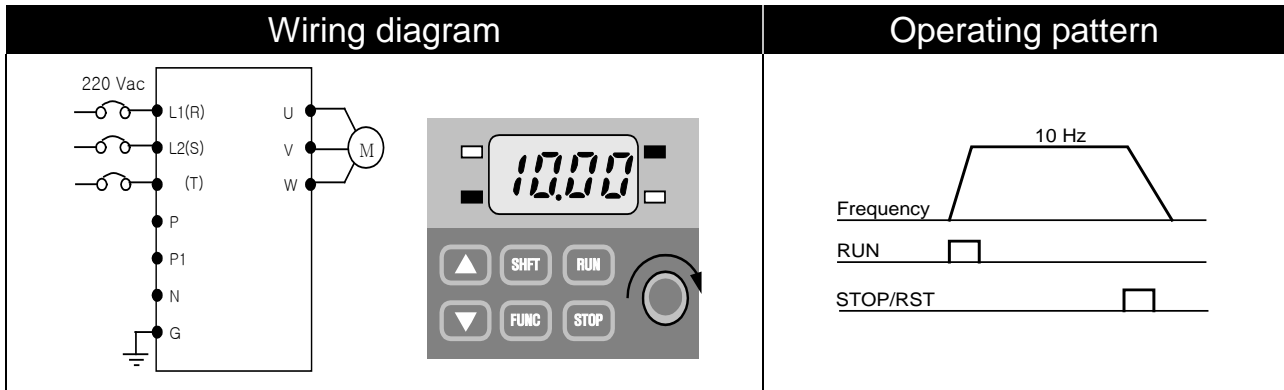 Wiring diagram
Operating pattern
220 Vac
L1(R)
L2(S)
(T)
P
P1
N
G
U
V
W
M
10.00
SHFT
RUN
FUNC
STOP
10 Hz
Frequency
RUN
STOP/RST